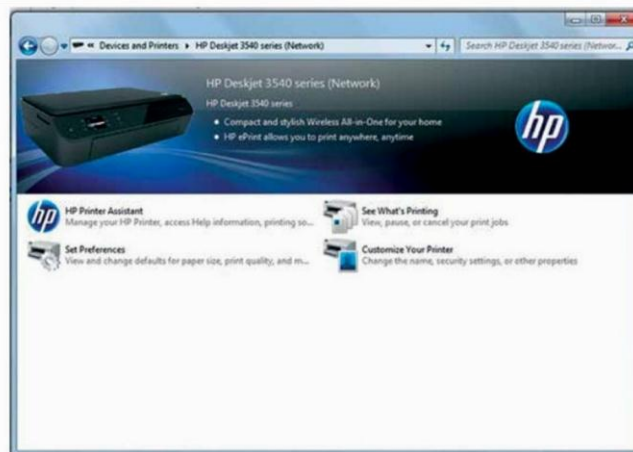 Devices and Printers HP Deskjet 3540 series (Network)
Search HP Deskjet 3540 series (Networ...
HP Deskjet 3540 series (Network)
HP Deskjet 3540 series
Compact and stylish Wireless All-in-One for your home
HP ePrint allows you to print anywhere, anytime
hp
hp
HP Printer Assistant
Manage your HP Printer, access Help information, printing so...
See What's Printing
View, pause, or cancel your print jobs
Set Preferences
View and change defaults for paper size, print quality, and m...
Customize Your Printer
Change the name, security settings, or other properties